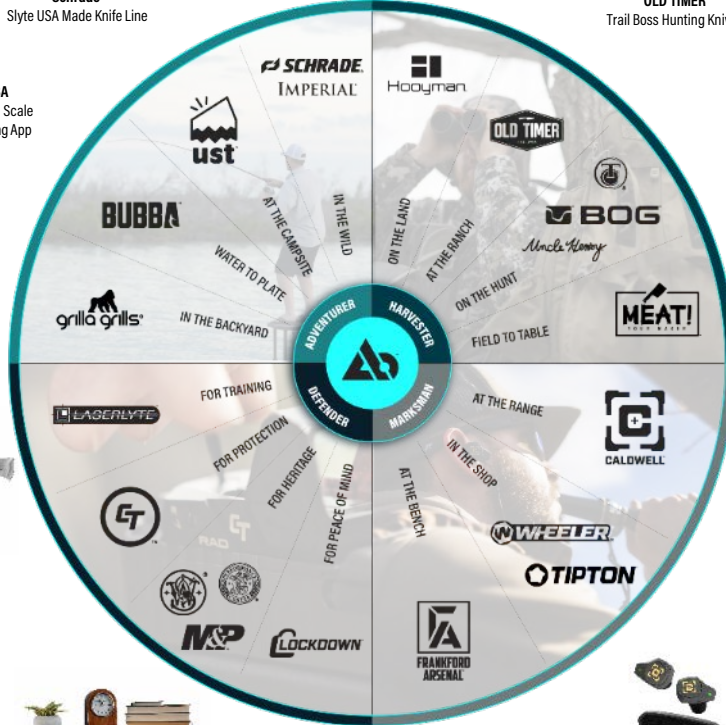 Schrade
Slyte USA Made Knife Line
OLD TIMER
Trail Boss Hunting
Scale
App
SCHRADE
IMPERIAL
Hooyman
ust
OLD TIMER
BUBBA
BOG
Uncle Henry
grilla grills
MEAT!
YOUR MAKER
IN THE WILD
AT THE CAMPSITE
WATER TO PLATE
IN THE BACKYARD
ON THE LAND
AT THE RANCH
ON THE HUNT
FIELD TO TABLE
ADVENTURER
HARVESTER
DEFENDER
MARKSMAN
FOR TRAINING
FOR PROTECTION
FOR HERITAGE
FOR PEACE OF MIND
AT THE RANGE
IN THE SHOP
AT THE BENCH
LASERLYTE
CT
M&P
LOCKDOWN
CALDWELL
WHEELER
TIPTON
FRANKFORD
ARSENAL